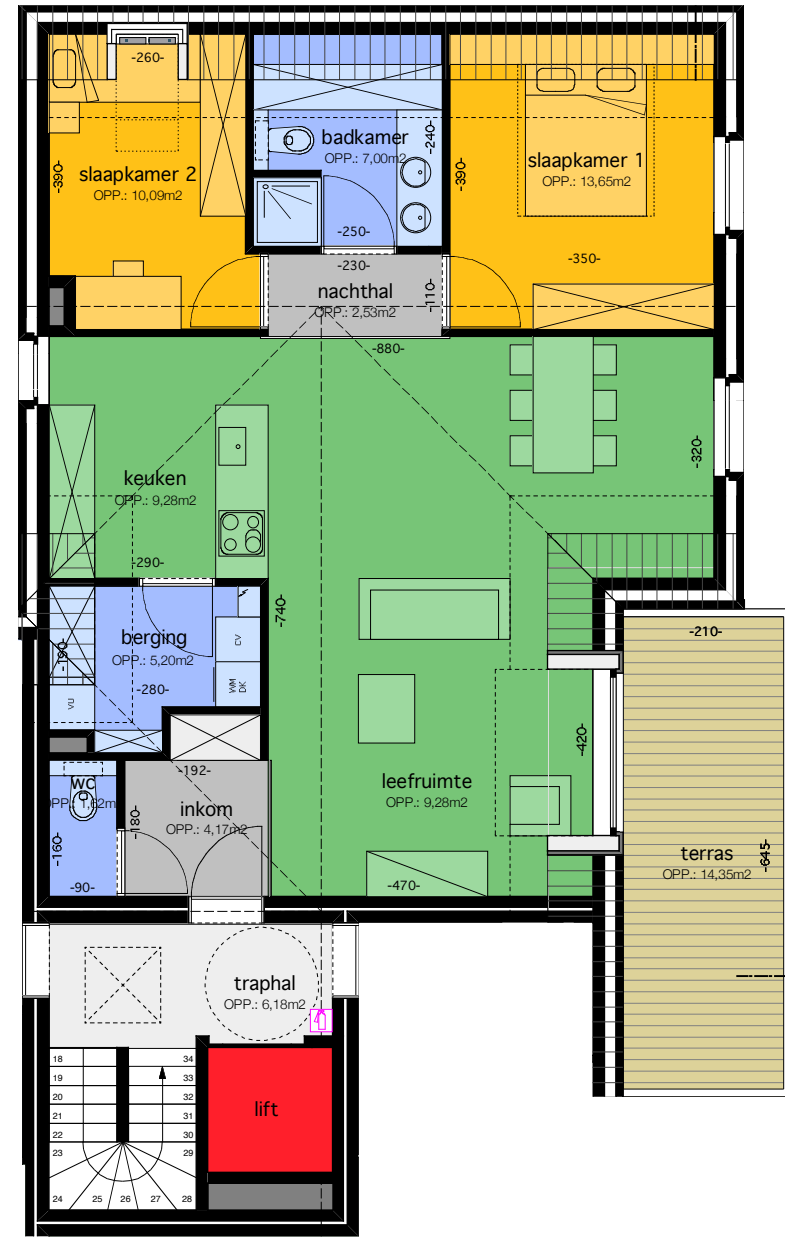 -260-
slaapkamer 2
OPP.: 10,09m2
-390-
badkamer
OPP.: 7,00m2
-240-
-250-
slaapkamer 1
OPP.: 13,65m2
-390-
-350-
-230-
nachthal
OPP.: 2,53m2
-110-
-880-
-320-
keuken
OPP.: 9,28m2
-290-
-740-
berging
OPP.: 5,20m2
-190-
-280-
CV
WM
DK
VU
-210-
-420-
leefruimte
OPP.: 9,28m2
-470-
-192-
wc
OPP.: 1,62m
-160-
-90-
inkom
OPP.: 4,17m2
-180-
terras
OPP.: 14,35m2
-645-
traphal
OPP.: 6,18m2
18
34
19
33
20
32
21
31
22
30
23
29
24
25
26
27
28
lift